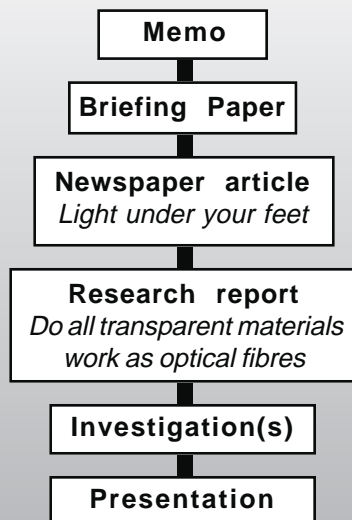 Memo
Briefing Paper
Newspaper article
Light under your feet
Research report
Do all transparent materials
work as optical fibres
Investigation(s)
Presentation